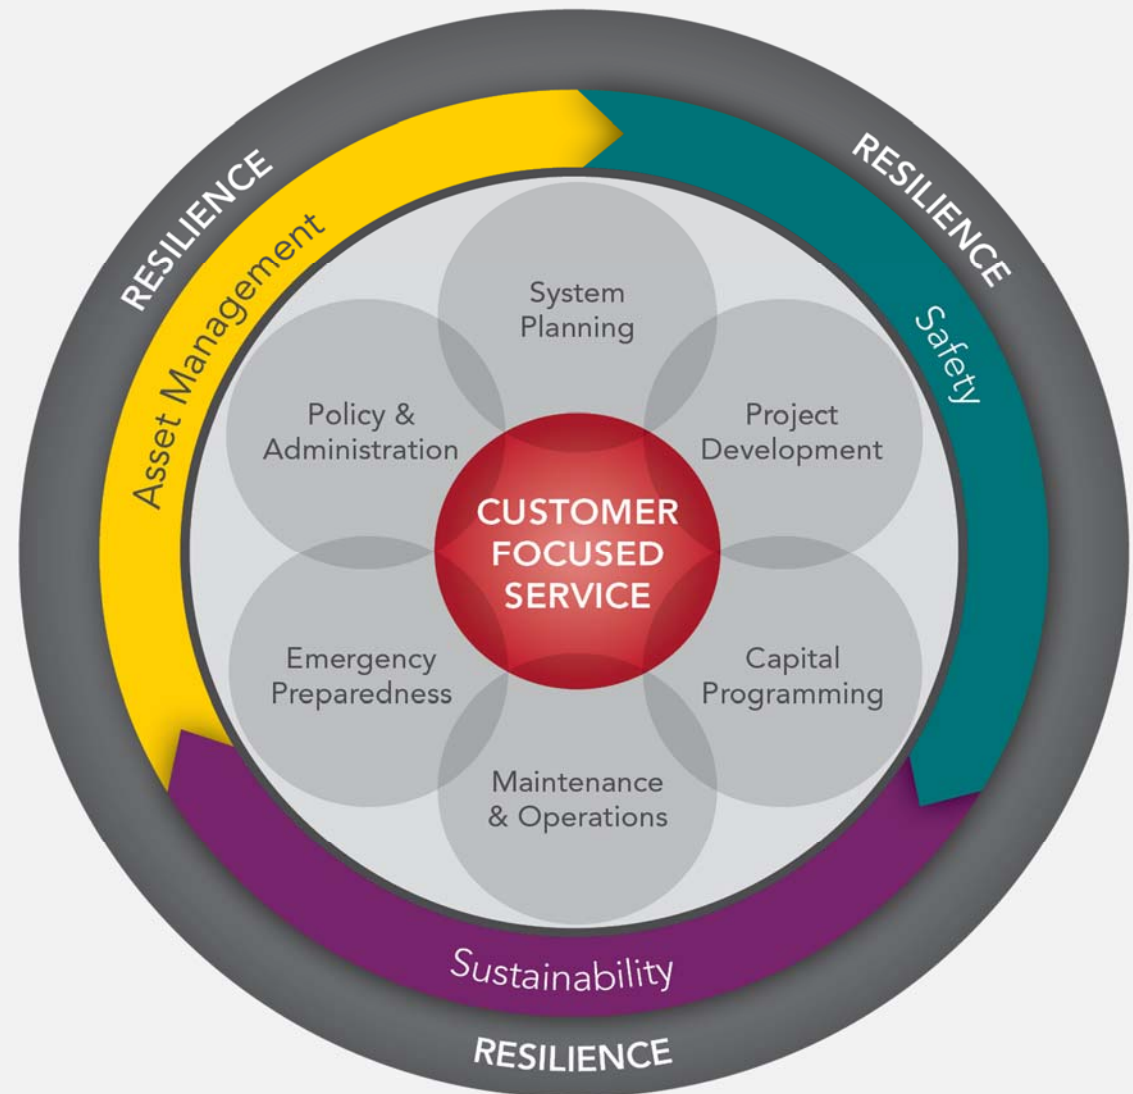 RESILIENCE
RESILIENCE
Asset Management
Safety
System
Planning
Policy &
Administration
Project
Development
CUSTOMER
FOCUSED
SERVICE
Emergency
Preparedness
Capital
Programming
Maintenance
& Operations
Sustainability
RESILIENCE